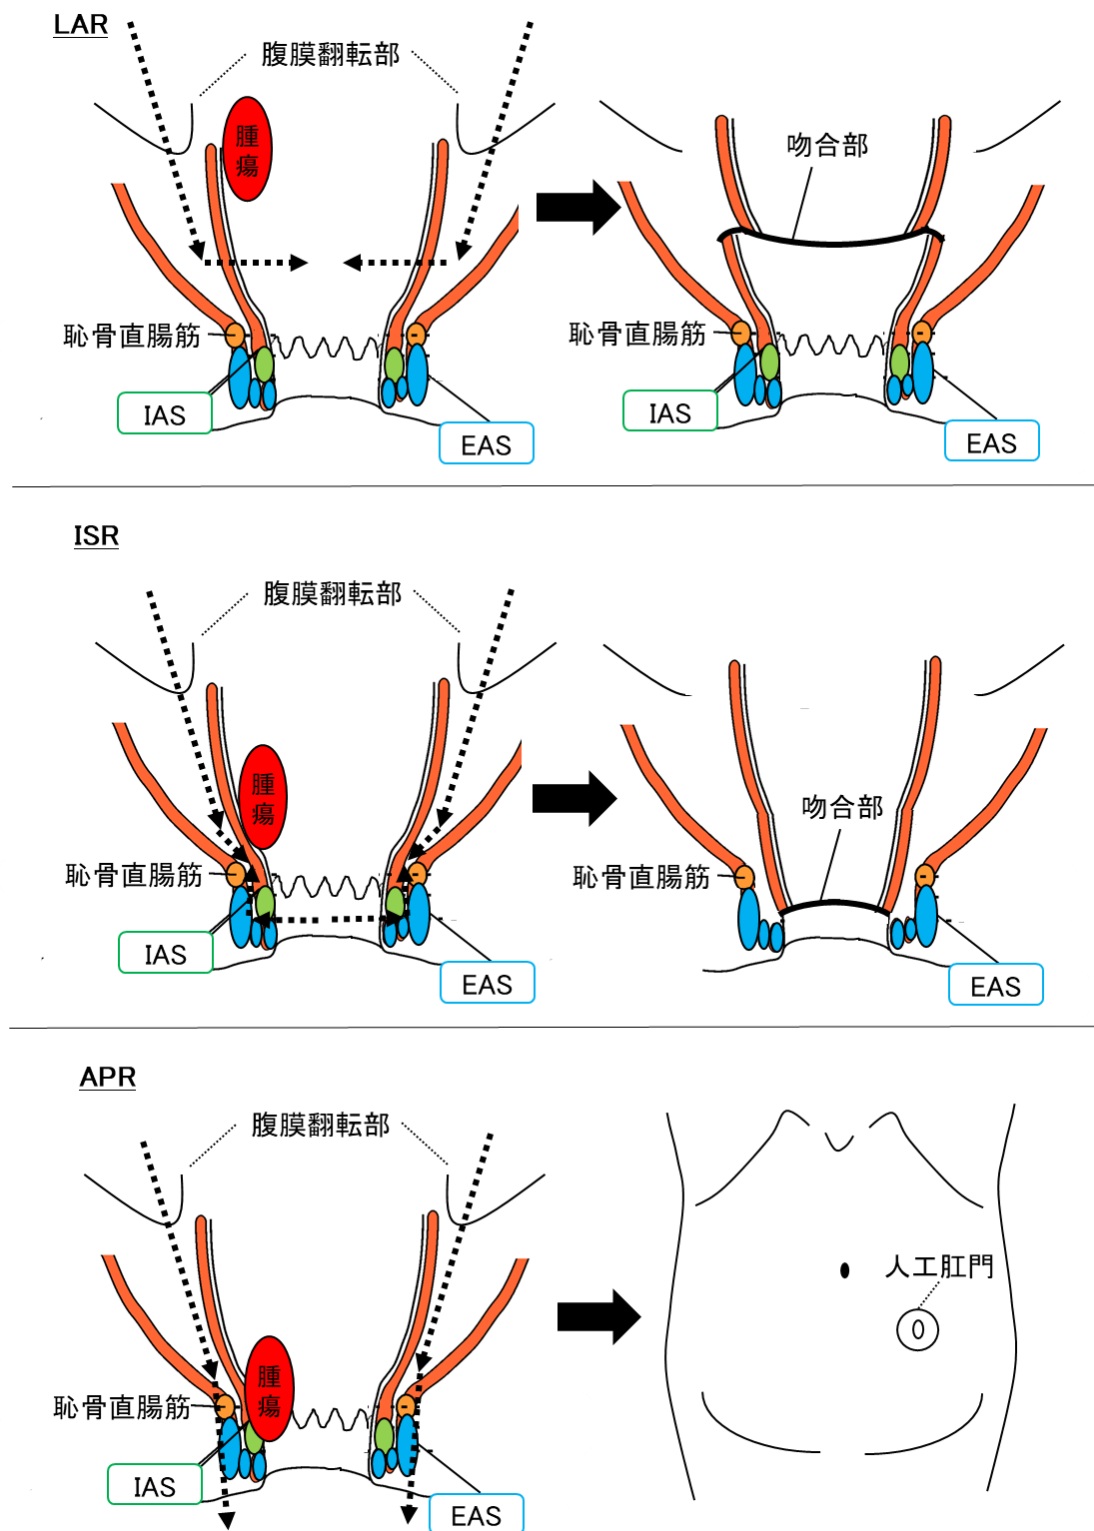 LAR
腹膜翻転部
腫瘍
吻合部
恥骨直腸筋
恥骨直腸筋
IAS
EAS
IAS
EAS
ISR
腹膜翻転部
腫瘍
吻合部
恥骨直腸筋
恥骨直腸筋
IAS
EAS
EAS
APR
腹膜翻転部
人工肛門
腫瘍
恥骨直腸筋
IAS
EAS